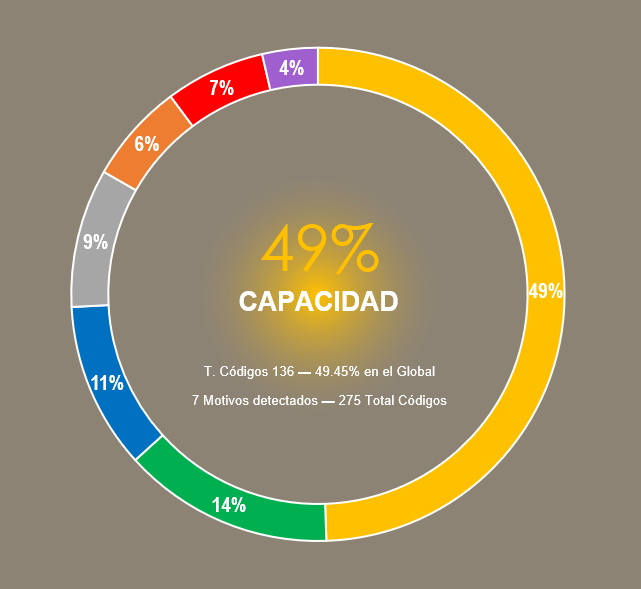 4%
7%
6%
9%
49%
CAPACIDAD
49%
T. Códigos 136 — 49.45% en el Global
11%
7 Motivos detectados — 275 Total Códigos
14%